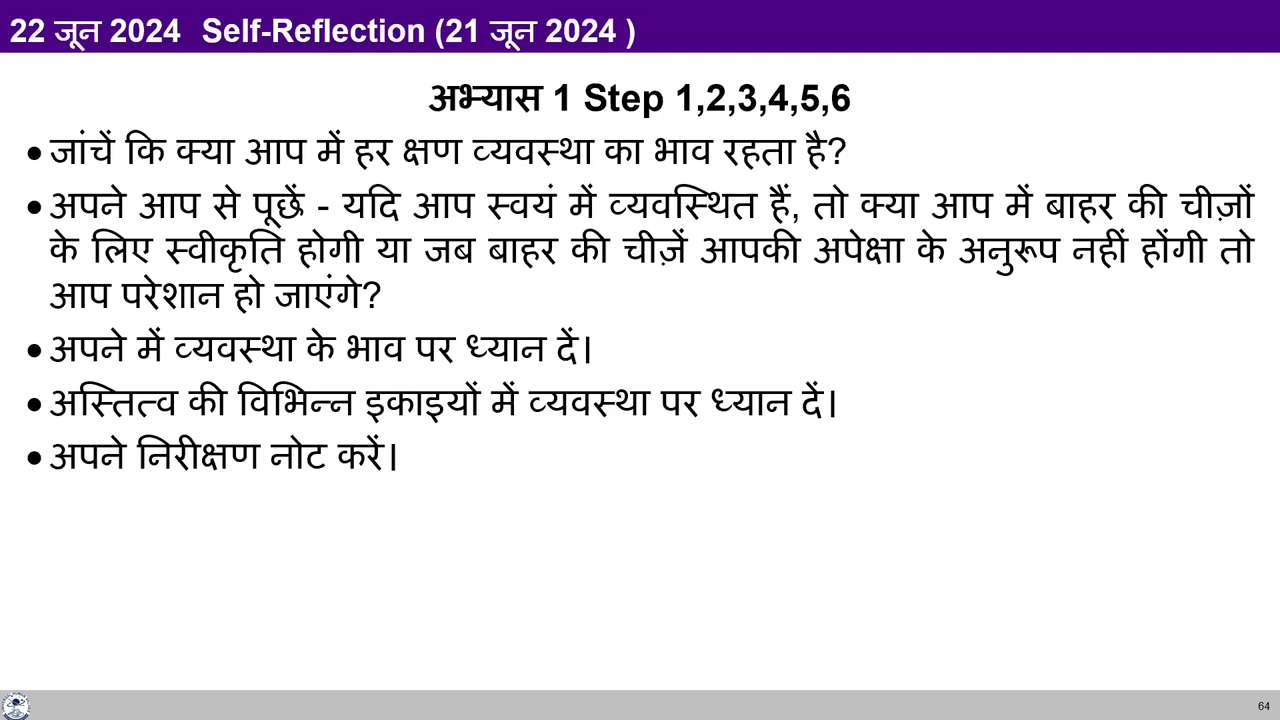 22 जून 2024 Self-Reflection (21 जून 2024 )
अभ्यास 1 Step 1,2,3,4,5,6
• जांचें कि क्या आप में हर क्षण व्यवस्था का भाव रहता है?
• अपने आप से पूछें - यदि आप स्वयं में व्यवस्थित हैं, तो क्या आप में बाहर की चीज़ों
के लिए स्वीकृति होगी या जब बाहर की चीज़ें आपकी अपेक्षा के अनुरूप नहीं होंगी तो
आप परेशान हो जाएंगे?
• अपने में व्यवस्था के भाव पर ध्यान दें।
• अस्तित्व की विभिन्न इकाइयों में व्यवस्था पर ध्यान दें।
• अपने निरीक्षण नोट करें।
64